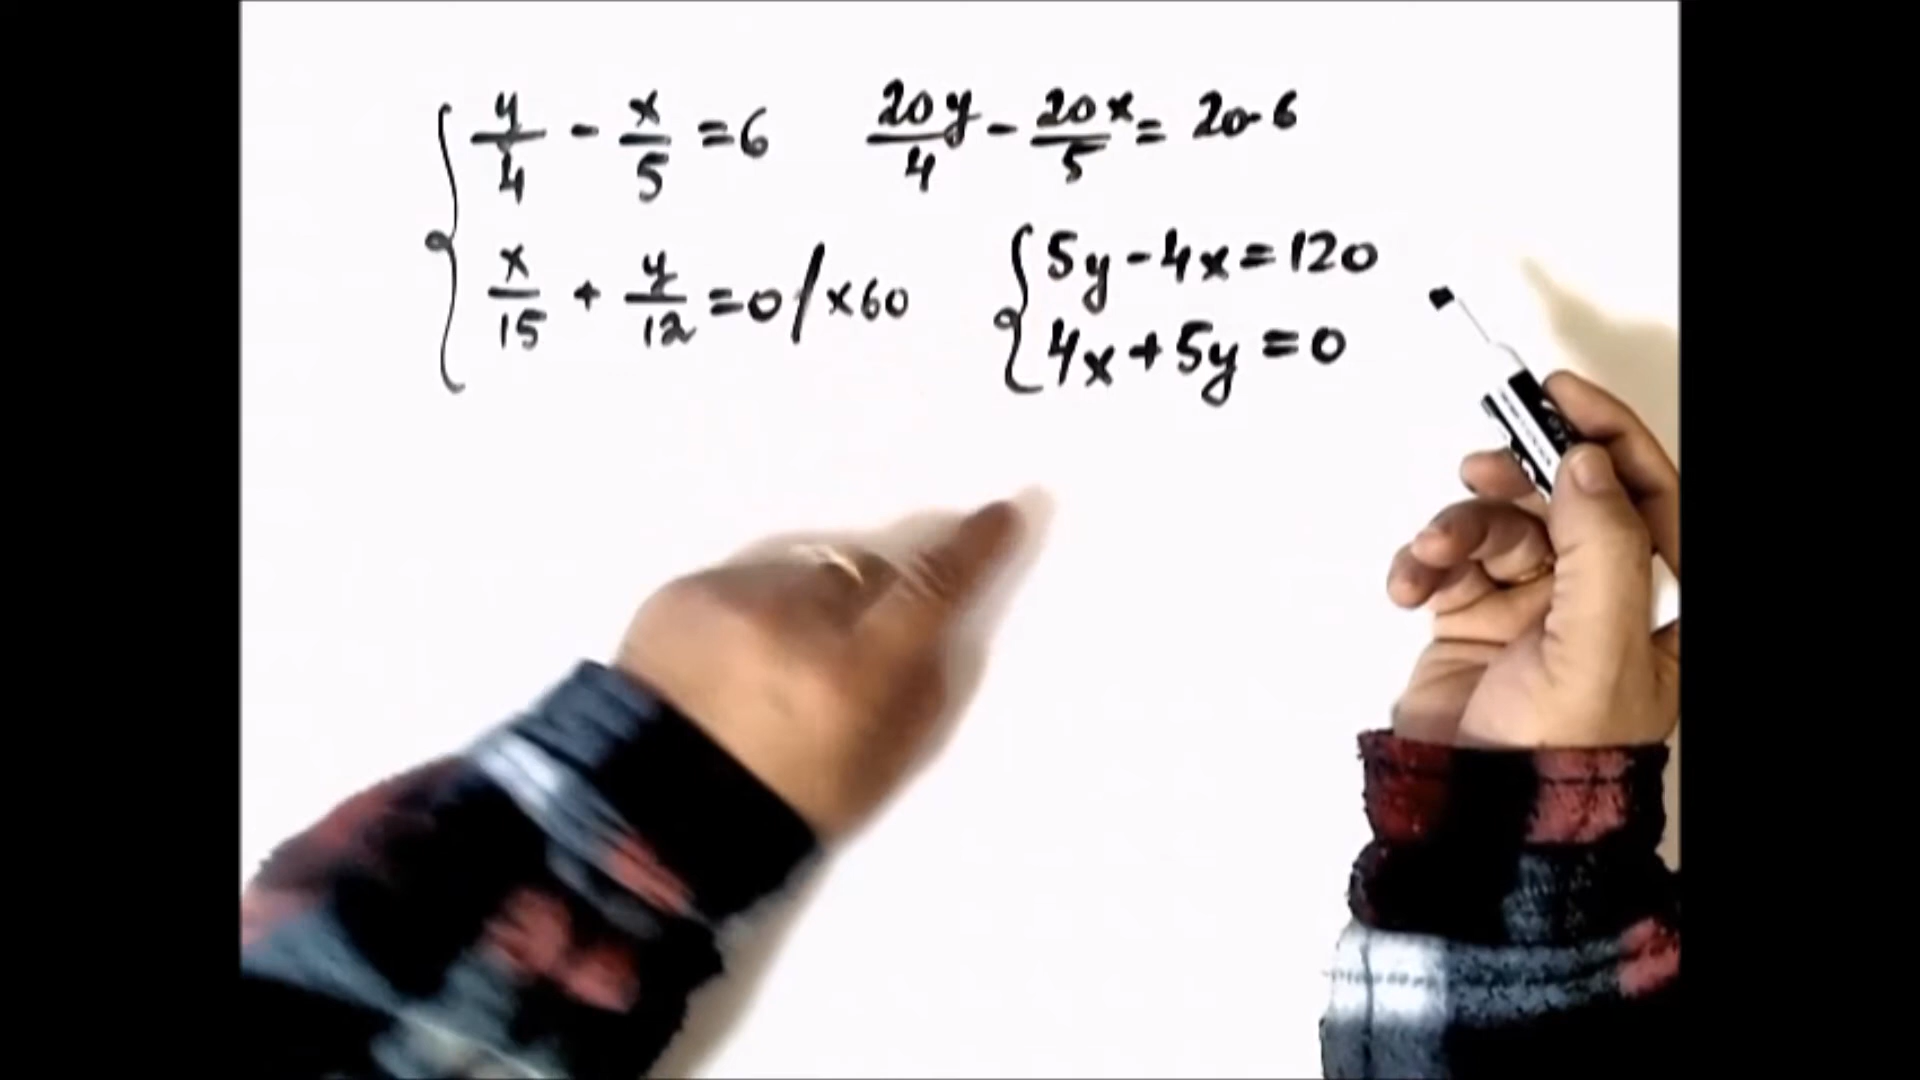 y/4 - x/5 = 6
20y/4 - 20x/5 = 20·6
x/15 + y/12 = 0 / ×60
5y - 4x = 120
4x + 5y = 0